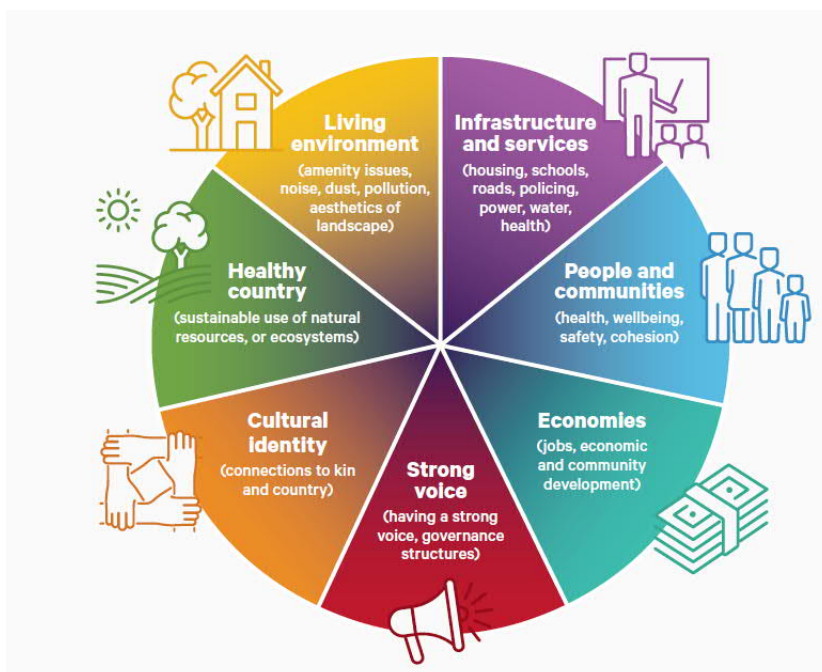 Living
environment
(amenity issues,
noise, dust, pollution,
aesthetics of
landscape)
Infrastructure
and services
(housing, schools,
roads, policing,
power, water,
health)
People and
communities
(health, wellbeing,
safety, cohesion)
Economies
(jobs, economic
and community
development)
Strong
voice
(having a strong
voice, governance
structures)
Cultural
identity
(connections to kin
and country)
Healthy
country
(sustainable use of natural
resources, or ecosystems)